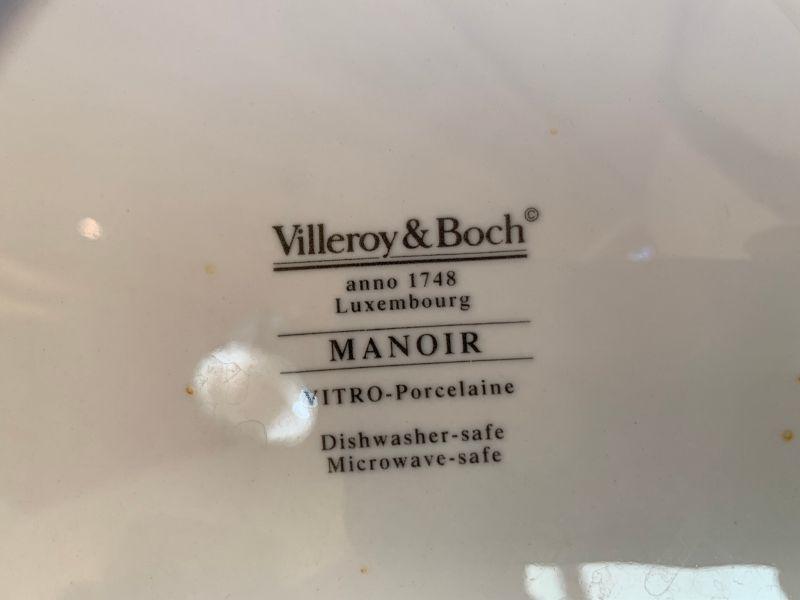 Villeroy & Boch©
anno 1748
Luxembourg
MANOIR
VITRO-Porcelaine
Dishwasher-safe
Microwave-safe